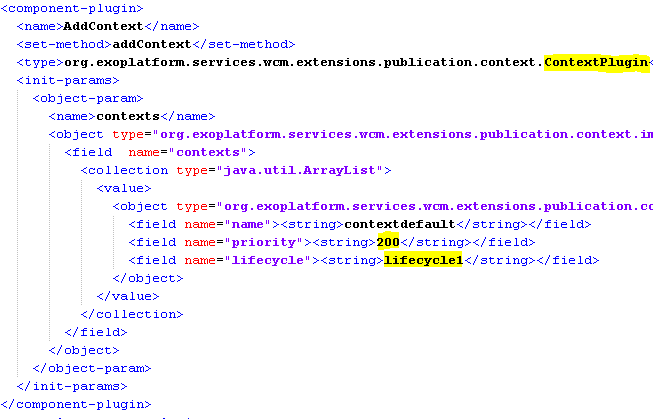 <component-plugin>
<name>AddContext</name>
<set-method>addContext</set-method>
<type>org.exoplatform.services.wcm.extensions.publication.context.ContextPlugin<
<init-params>
<object-param>
<name>contexts</name>
<object type="org.exoplatform.services.wcm.extensions.publication.context.im
<field name="contexts">
<collection type="java.util.ArrayList">
<value>
<object type="org.exoplatform.services.wcm.extensions.publication.co
<field name="name"><string>contextdefault</string></field>
<field name="priority"><string>200</string></field>
<field name="lifecycle"><string>lifecycle1</string></field>
</object>
</value>
</collection>
</field>
</object>
</object-param>
</init-params>
</component-plugin>